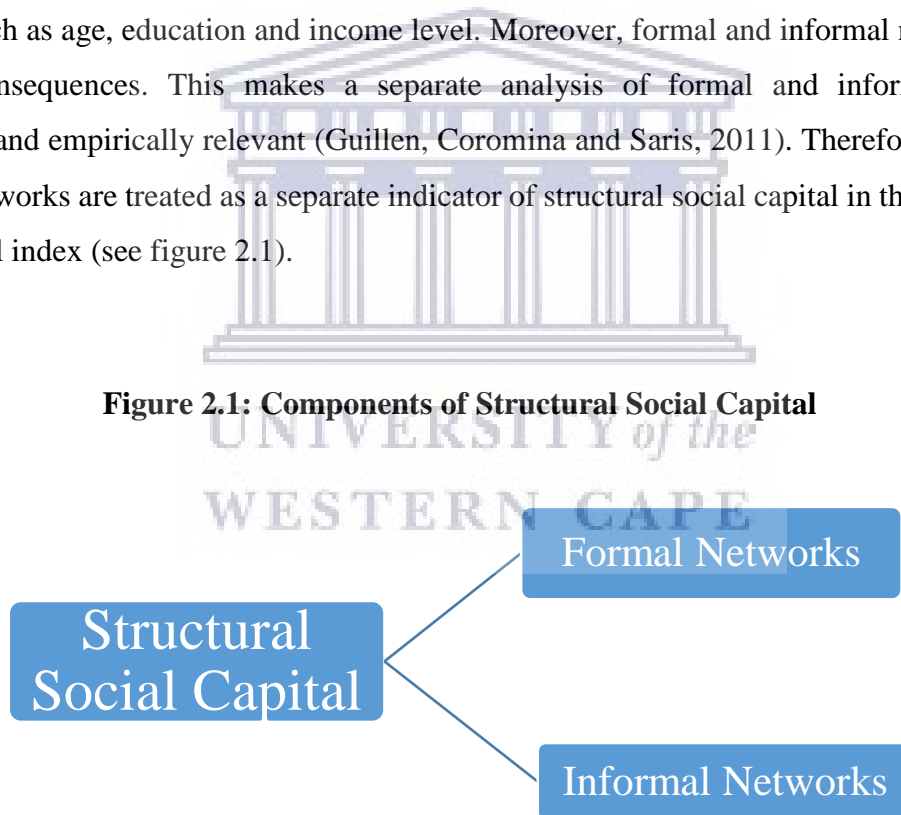 ch as age, education and income level. Moreover, formal and informal
nsequences. This makes a separate analysis of formal and infor
and empirically relevant (Guillen, Coromina and Saris, 2011). Therefo
works are treated as a separate indicator of structural social capital in th
l index (see figure 2.1).
Figure 2.1: Components of Structural Social Capital
UNIVERSITY of the
WESTERN CAPE
Formal Networks
Structural
Social Capital
Informal Networks